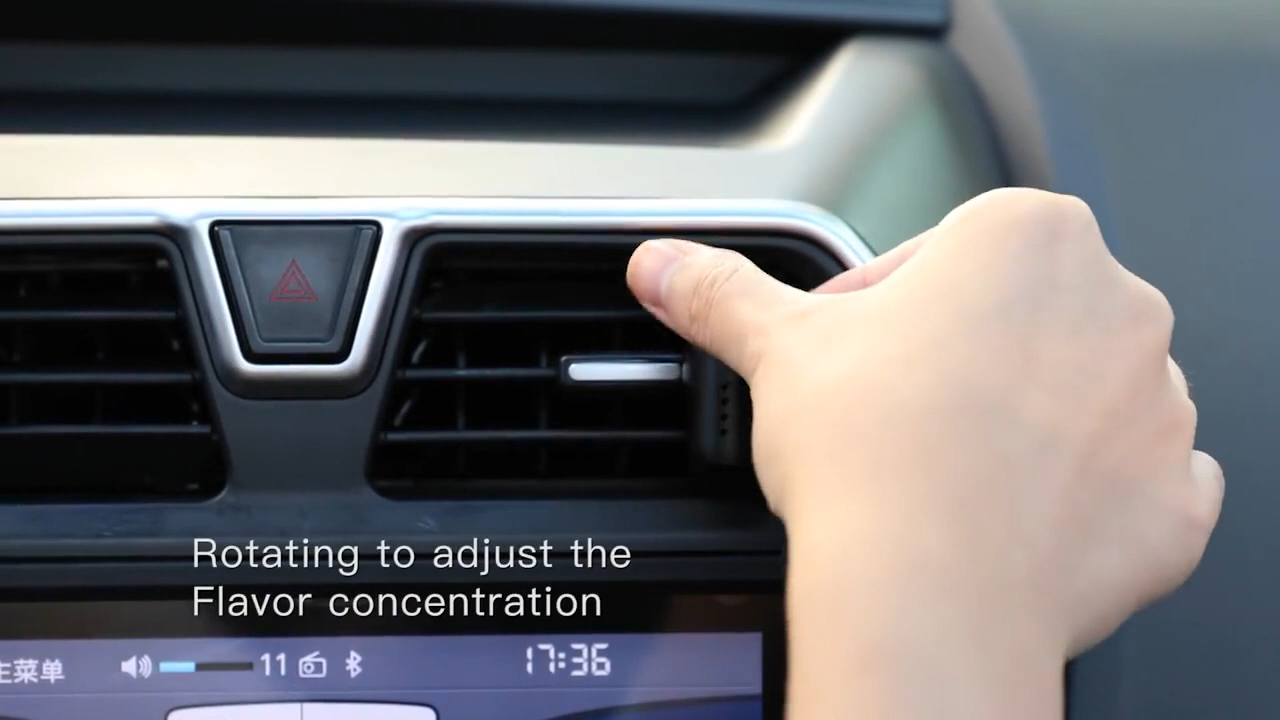 Rotating to adjust the
Flavor concentration
主菜单 11 17:36